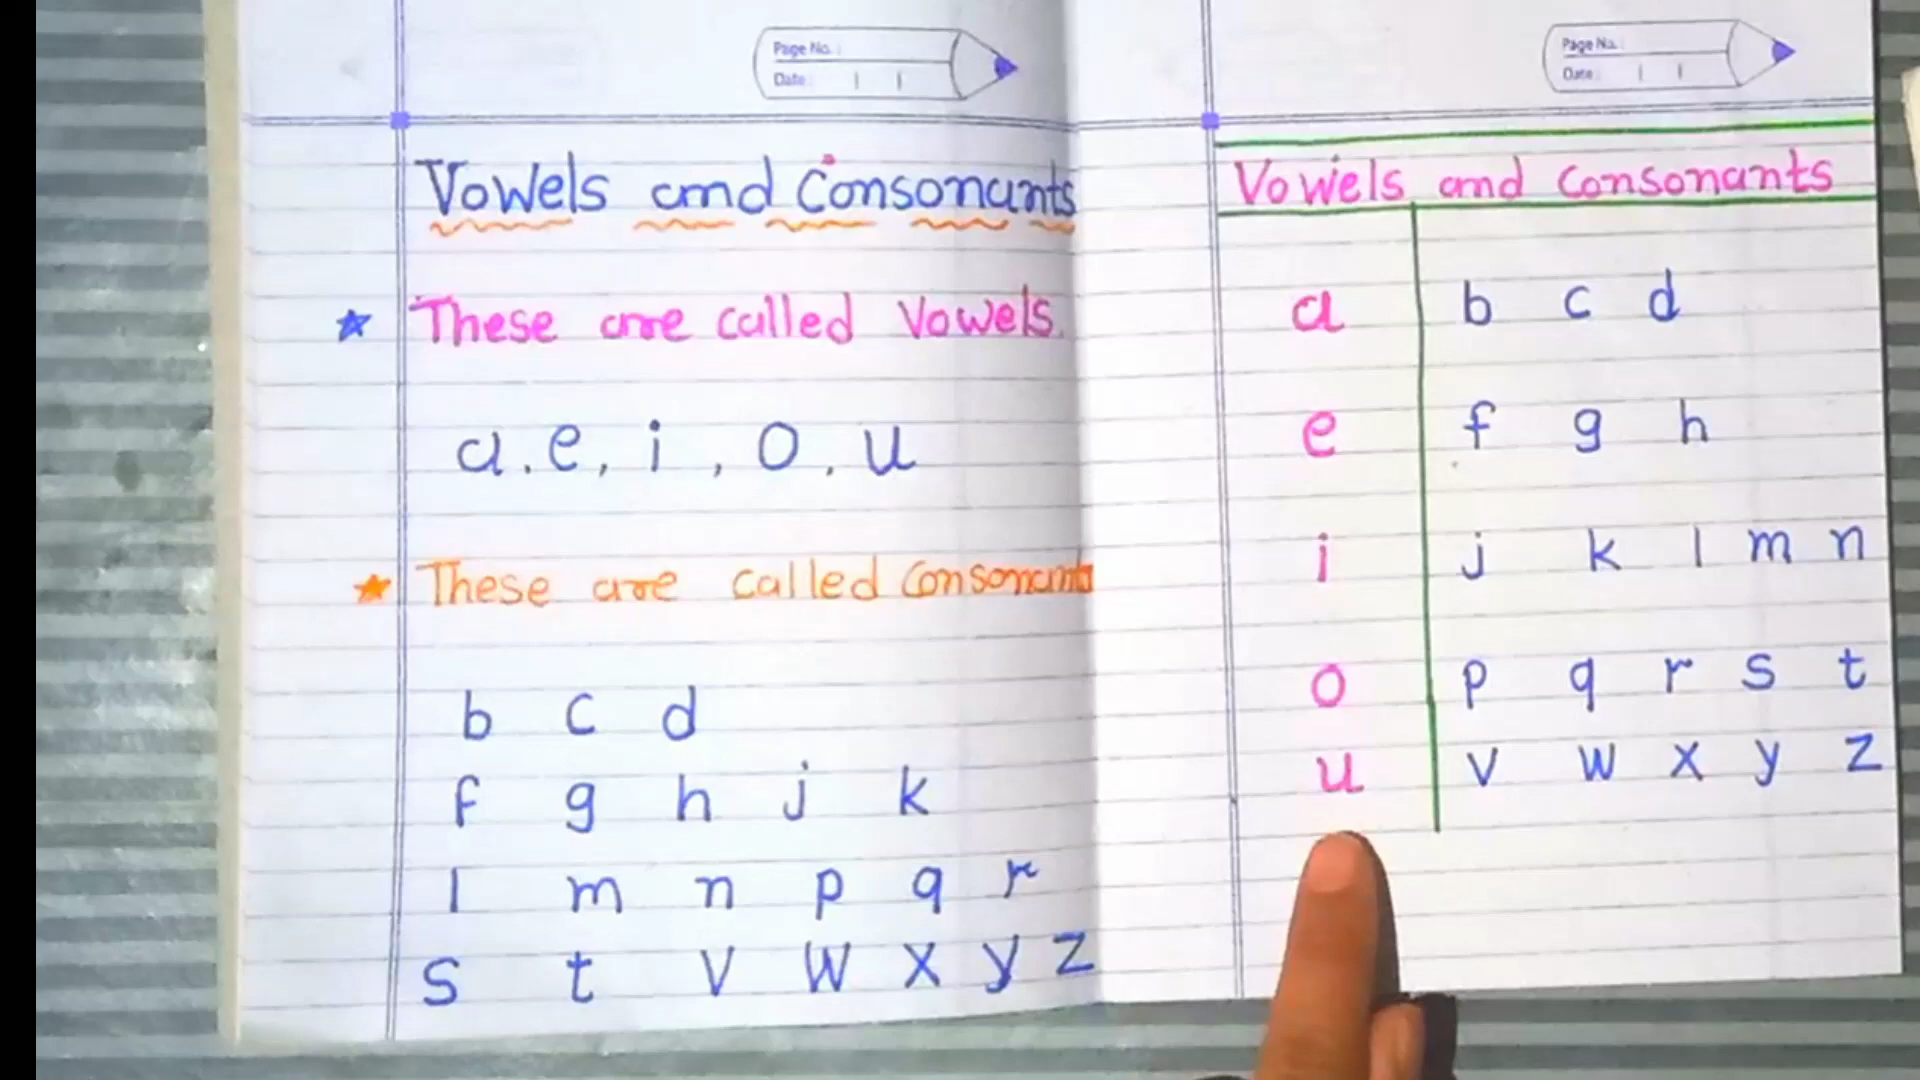 Page No. :
Date :
Vowels and Consonants
These are called Vowels.
a, e, i, o, u
These are called Consonants
b c d
f g h j k
l m n p q r
s t v w x y z
Page No. :
Date :
Vowels and Consonants
a b c d
e f g h
i j k l m n
o p q r s t
u v w x y z